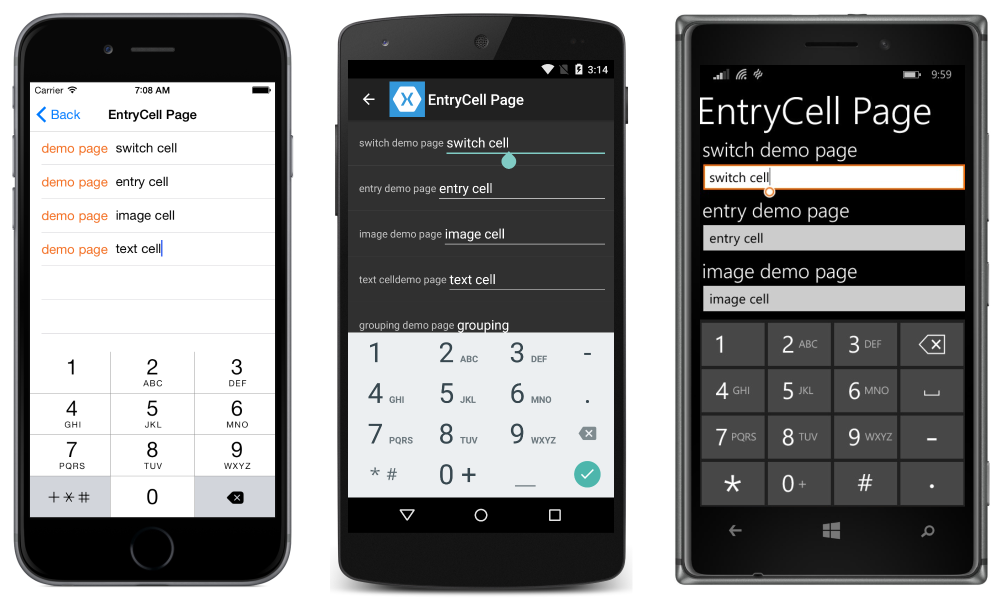 Carrier 7:08 AM
Back EntryCell Page
demo page switch cell
demo page entry cell
demo page image cell
demo page text cell
1 2 ABC 3 DEF
4 GHI 5 JKL 6 MNO
7 PQRS 8 TUV 9 WXYZ
+*# 0
3:14
EntryCell Page
switch demo page switch cell
entry demo page entry cell
image demo page image cell
text celldemo page text cell
grouping demo page grouping
1 2 ABC 3 DEF -
4 GHI 5 JKL 6 MNO .
7 PQRS 8 TUV 9 WXYZ
* # 0 + _
9:59
EntryCell Page
switch demo page
switch cell
entry demo page
entry cell
image demo page
image cell
1 2 ABC 3 DEF
4 GHI 5 JKL 6 MNO
7 PQRS 8 TUV 9 WXYZ -
* 0 + # .